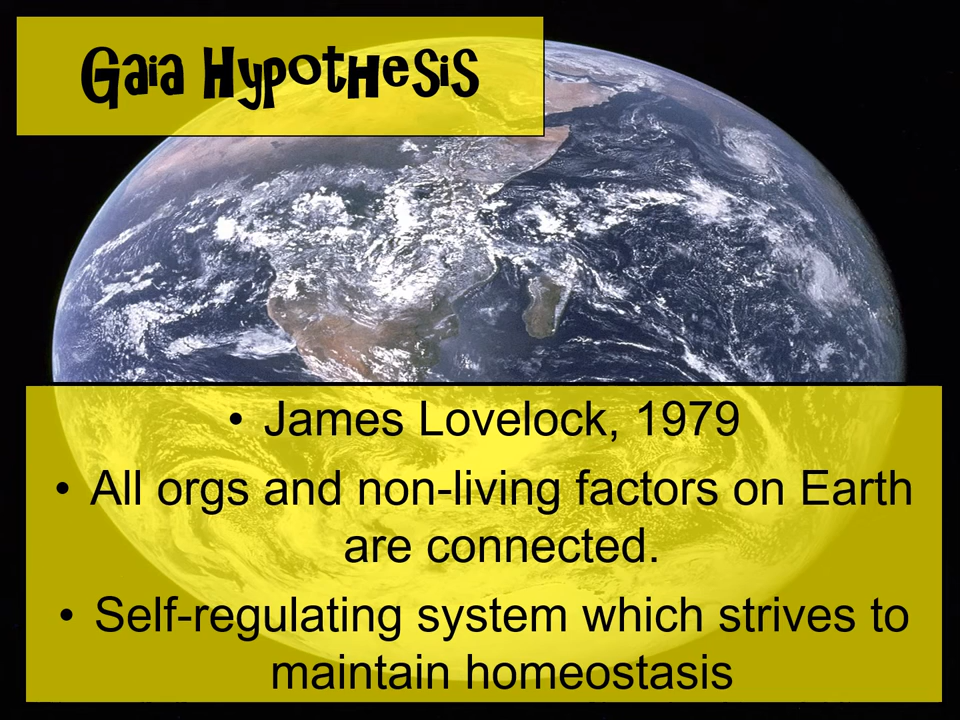 Gaia Hypothesis
• James Lovelock, 1979
• All orgs and non-living factors on Earth
are connected.
• Self-regulating system which strives to
maintain homeostasis